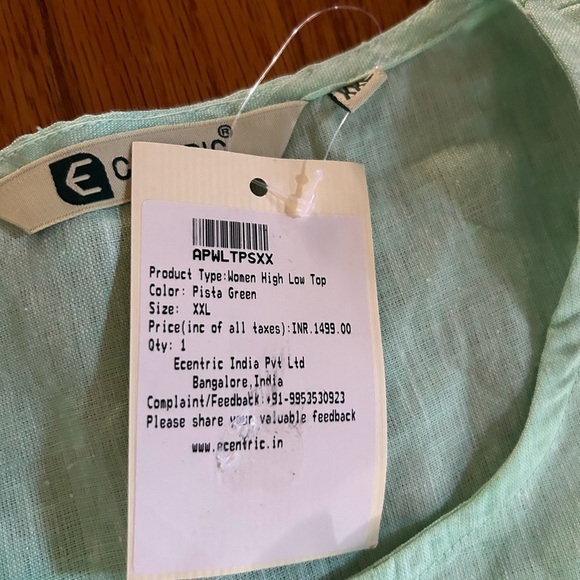 XX
E
RIC®
APWLTPSXX
Product Type:Women High Low Top
Color: Pista Green
Size: XXL
Price(inc of all taxes):INR.1499.00
Qty: 1
Ecentric India Pvt Ltd
Bangalore,India
Complaint/Feedback:+91-9953530923
Please share your valuable feedback
www.ecentric.in